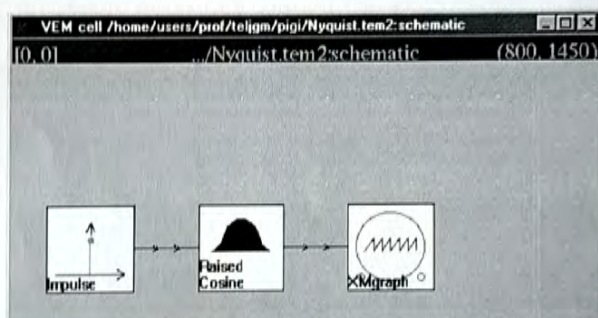 VEM cell /home/users/prof/teljgm/pigi/Nyquist.tem2:schematic
[0, 0] .../Nyquist.tem2:schematic (800, 1450)
Impulse
Raised
Cosine
XMgraph